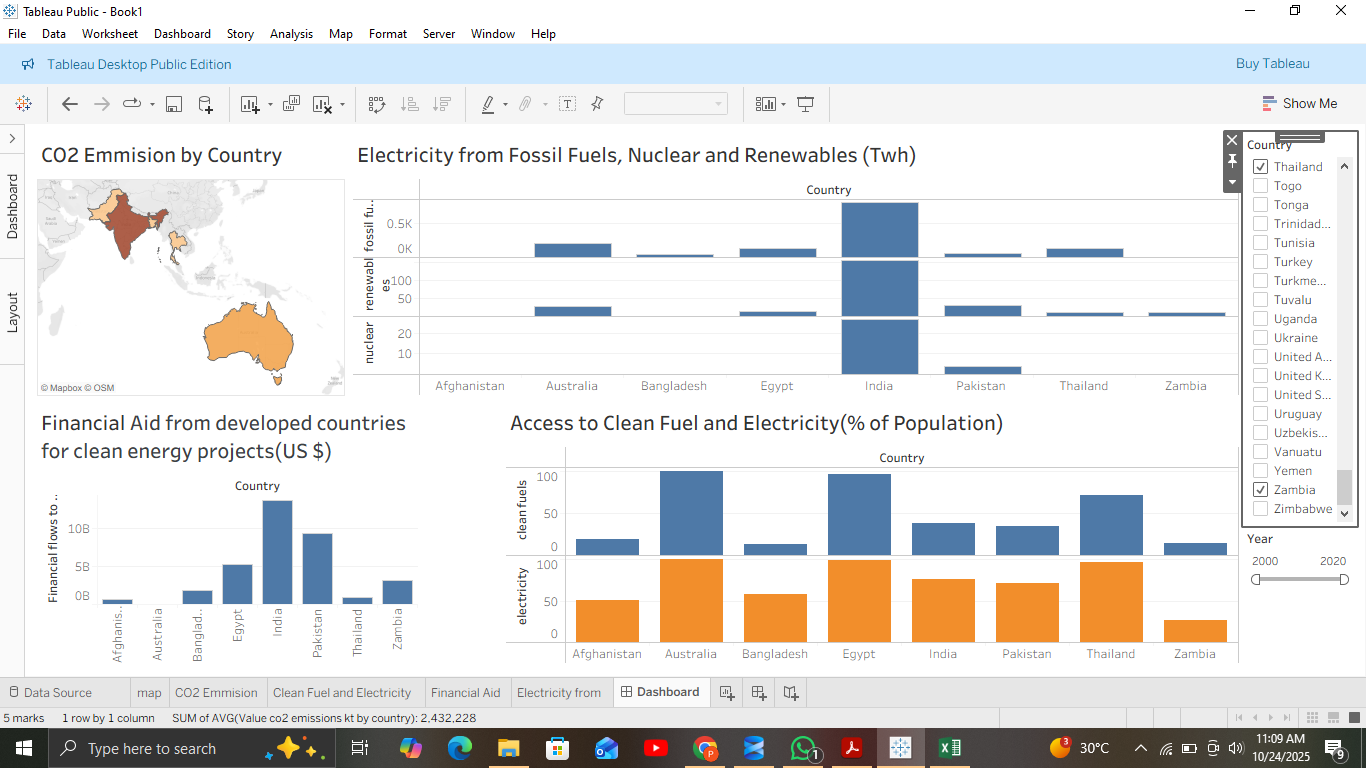 Tableau Public - Book1
File Data Worksheet Dashboard Story Analysis Map Format Server Window Help
Tableau Desktop Public Edition
Buy Tableau
Show Me
Dashboard
Layout
CO2 Emmision by Country
© Mapbox © OSM
Electricity from Fossil Fuels, Nuclear and Renewables (Twh)
Country
fossil fu..
0.5K
0K
renewabl
es
100
50
nuclear
20
10
Afghanistan Australia Bangladesh Egypt India Pakistan Thailand Zambia
Financial Aid from developed countries
for clean energy projects(US $)
Country
Financial flows to ..
10B
5B
0B
Afghanis.. Australia Banglad.. Egypt India Pakistan Thailand Zambia
Access to Clean Fuel and Electricity(% of Population)
Country
clean fuels
100
50
0
electricity
100
50
0
Afghanistan Australia Bangladesh Egypt India Pakistan Thailand Zambia
Country
Thailand
Togo
Tonga
Trinidad...
Tunisia
Turkey
Turkme...
Tuvalu
Uganda
Ukraine
United A...
United K...
United S...
Uruguay
Uzbekis...
Vanuatu
Yemen
Zambia
Zimbabwe
Year
2000 2020
Data Source map CO2 Emmision Clean Fuel and Electricity Financial Aid Electricity from Dashboard
5 marks 1 row by 1 column SUM of AVG(Value co2 emissions kt by country): 2,432,228
Type here to search
1
3
30°C
11:09 AM
10/24/2025
9